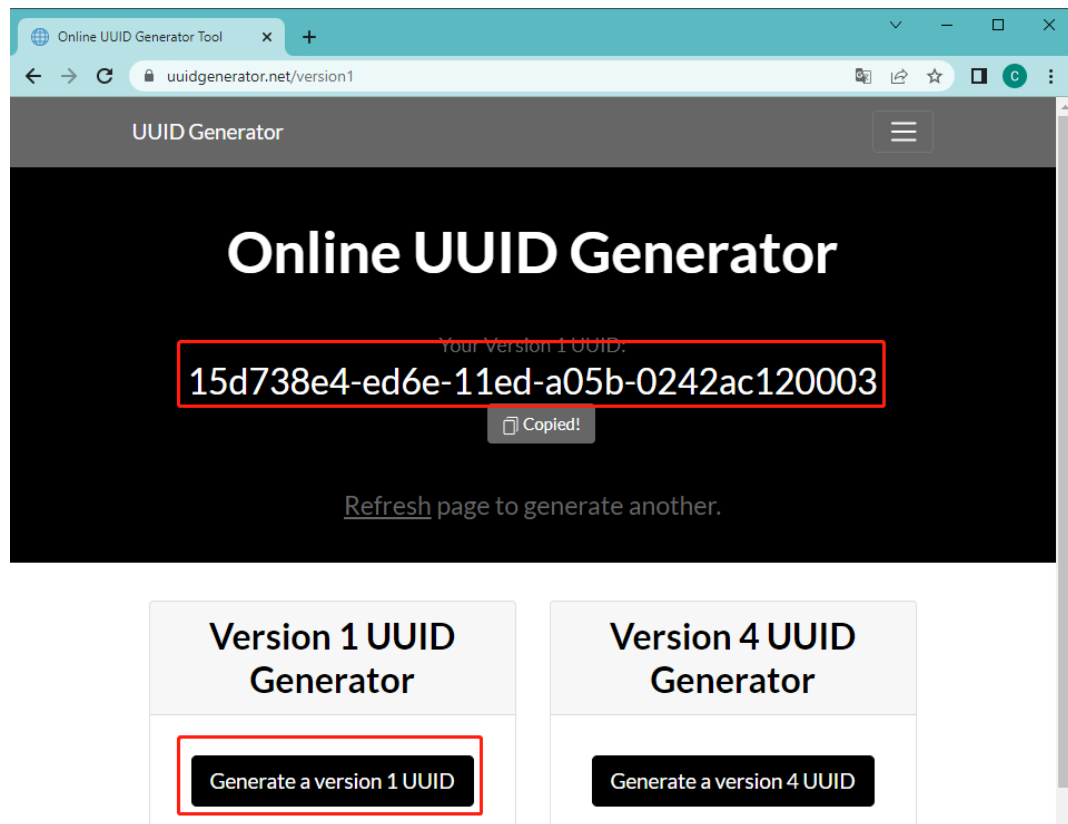 Online UUID Generator Tool
uuidgenerator.net/version1
C
UUID Generator
Online UUID Generator
Your Version 1 UUID:
15d738e4-ed6e-11ed-a05b-0242ac120003
Copied!
Refresh page to generate another.
Version 1 UUID
Generator
Generate a version 1 UUID
Version 4 UUID
Generator
Generate a version 4 UUID